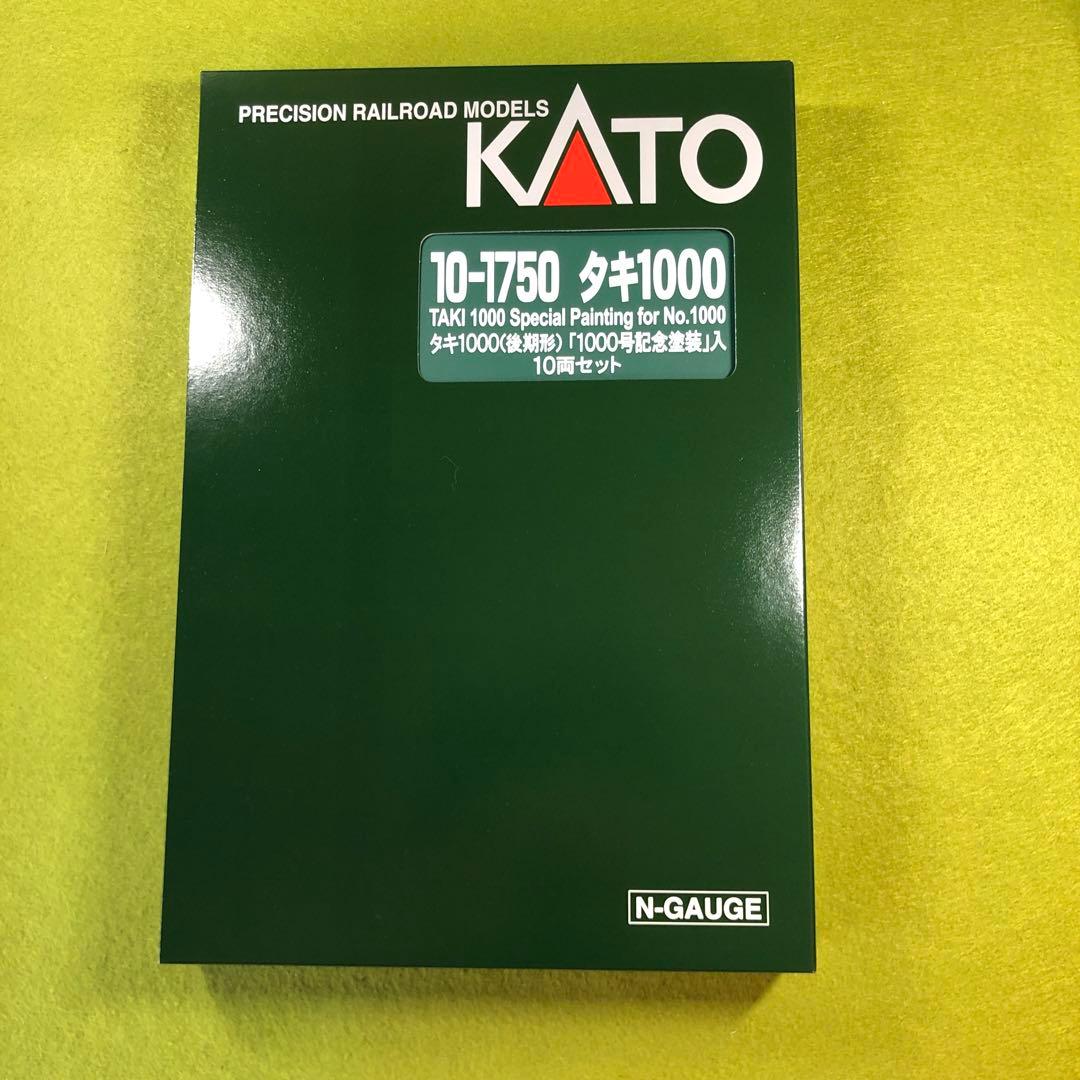 PRECISION RAILROAD MODELS
KATO
10-1750 タキ1000
TAKI 1000 Special Painting for No.1000
タキ1000(後期形)「1000号記念塗装」入
10両セット
N-GAUGE